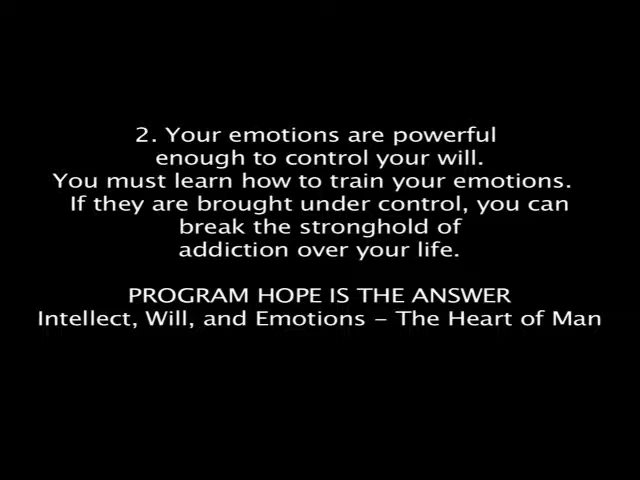 2. Your emotions are powerful
enough to control your will.
You must learn how to train your emotions.
If they are brought under control, you can
break the stronghold of
addiction over your life.
PROGRAM HOPE IS THE ANSWER
Intellect, Will, and Emotions – The Heart of Man